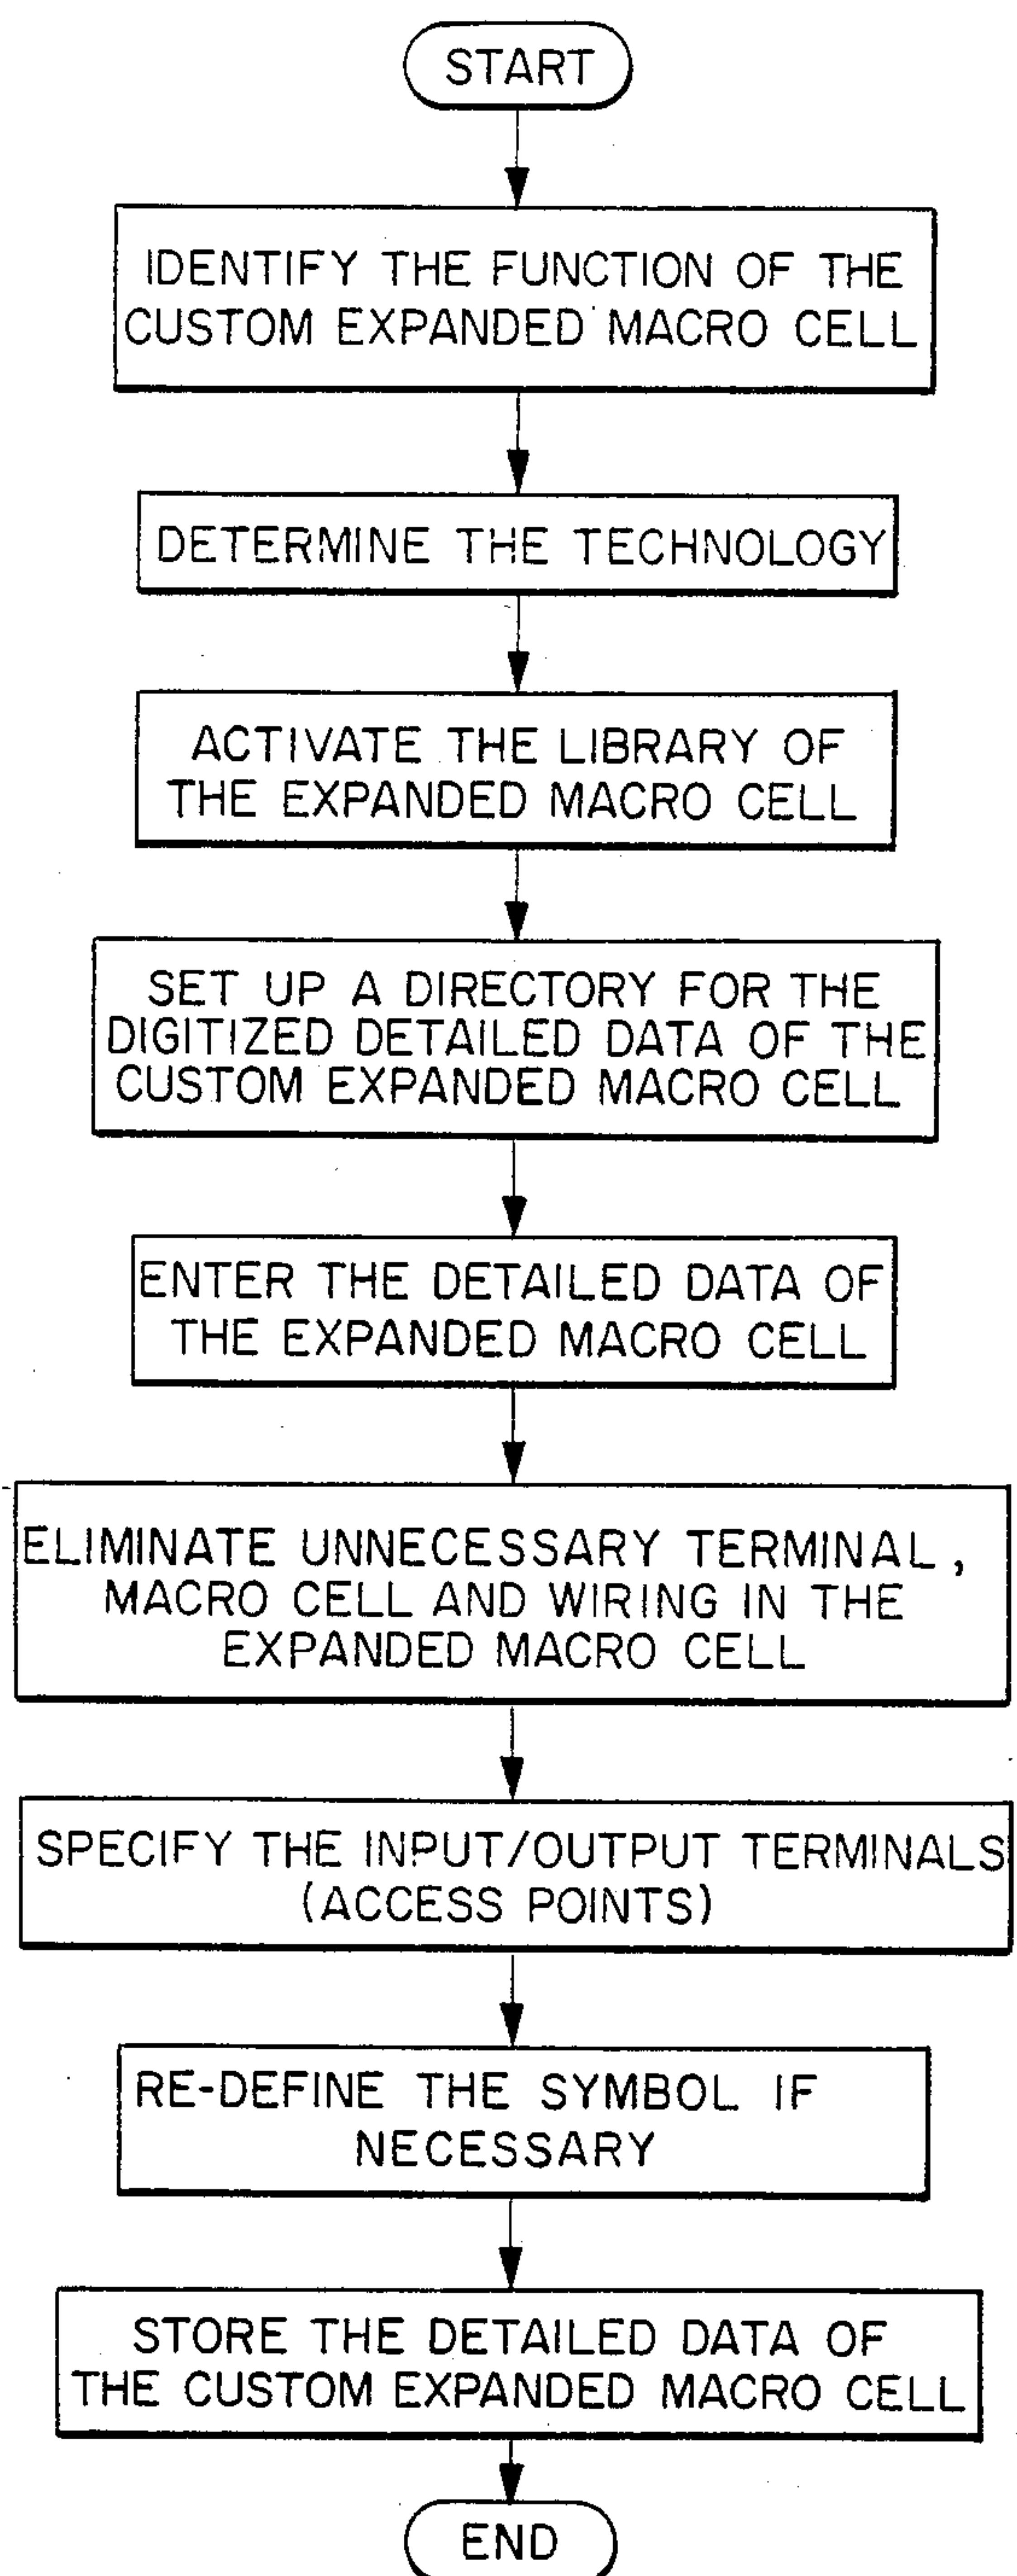 START
IDENTIFY THE FUNCTION OF THE
CUSTOM EXPANDED MACRO CELL
DETERMINE THE TECHNOLOGY
ACTIVATE THE LIBRARY OF
THE EXPANDED MACRO CELL
SET UP A DIRECTORY FOR THE
DIGITIZED DETAILED DATA OF THE
CUSTOM EXPANDED MACRO CELL
ENTER THE DETAILED DATA OF
THE EXPANDED MACRO CELL
ELIMINATE UNNECESSARY TERMINAL,
MACRO CELL AND WIRING IN THE
EXPANDED MACRO CELL
SPECIFY THE INPUT/OUTPUT TERMINALS
(ACCESS POINTS)
RE-DEFINE THE SYMBOL IF
NECESSARY
STORE THE DETAILED DATA OF
THE CUSTOM EXPANDED MACRO CELL
END